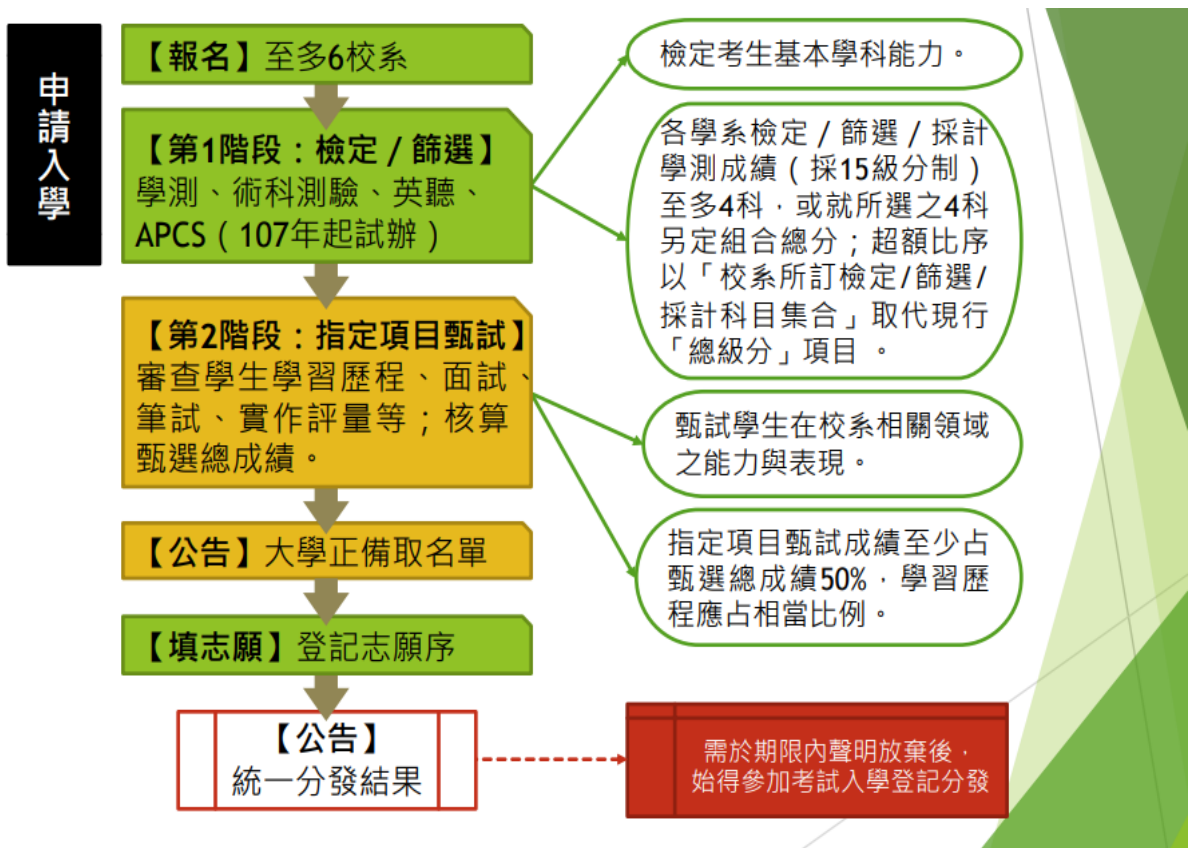 申請入學
【報名】至多6校系
【第1階段：檢定/篩選】
學測、術科測驗、英聽、
APCS（107年起試辦）
檢定考生基本學科能力。
各學系檢定/篩選/採計
學測成績（採15級分制）
至多4科，或就所選之4科
另定組合總分；超額比序
以「校系所訂檢定/篩選/
採計科目集合」取代現行
「總級分」項目 。
【第2階段：指定項目甄試】
審查學生學習歷程、面試、
筆試、實作評量等；核算
甄選總成績。
甄試學生在校系相關領域
之能力與表現。
指定項目甄試成績至少占
甄選總成績50%，學習歷
程應占相當比例。
【公告】大學正備取名單
【填志願】登記志願序
【公告】
統一分發結果
需於期限內聲明放棄後，
始得參加考試入學登記分發